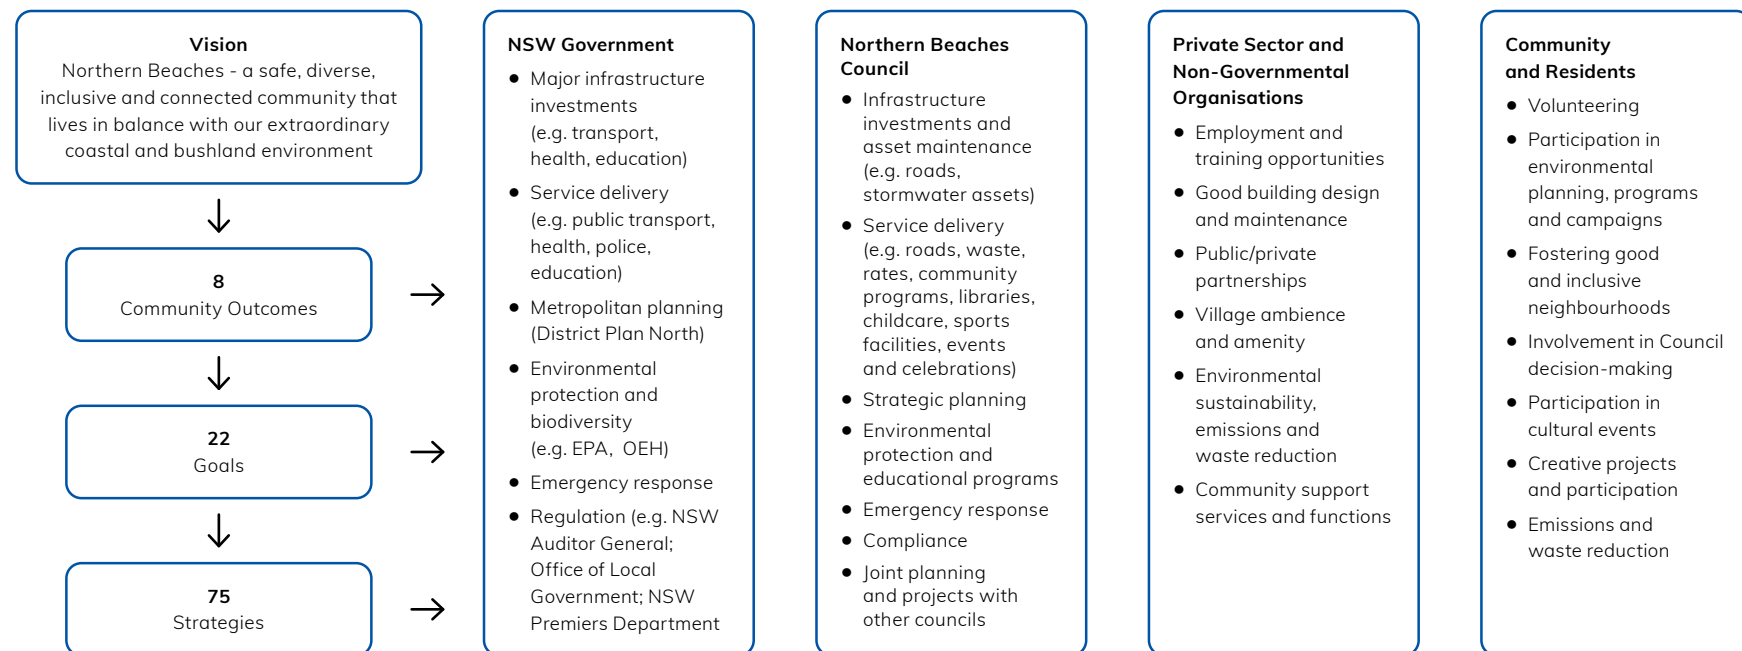 Vision
Northern Beaches - a safe, diverse,
inclusive and connected community that
lives in balance with our extraordinary
coastal and bushland environment
8
Community Outcomes
22
Goals
75
Strategies
NSW Government
● Major infrastructure
investments
(e.g. transport,
health, education)
● Service delivery
(e.g. public transport,
health, police,
education)
● Metropolitan planning
(District Plan North)
● Environmental
protection and
biodiversity
(e.g. EPA, OEH)
● Emergency response
● Regulation (e.g. NSW
Auditor General;
Office of Local
Government; NSW
Premiers Department
Northern Beaches
Council
● Infrastructure
investments and
asset maintenance
(e.g. roads,
stormwater assets)
● Service delivery
(e.g. roads, waste,
rates, community
programs, libraries,
childcare, sports
facilities, events
and celebrations)
● Strategic planning
● Environmental
protection and
educational programs
● Emergency response
● Compliance
● Joint planning
and projects with
other councils
Private Sector and
Non-Governmental
Organisations
● Employment and
training opportunities
● Good building design
and maintenance
● Public/private
partnerships
● Village ambience
and amenity
● Environmental
sustainability,
emissions and
waste reduction
● Community support
services and functions
Community
and Residents
● Volunteering
● Participation in
environmental
planning, programs
and campaigns
● Fostering good
and inclusive
neighbourhoods
● Involvement in Council
decision-making
● Participation in
cultural events
● Creative projects
and participation
● Emissions and
waste reduction